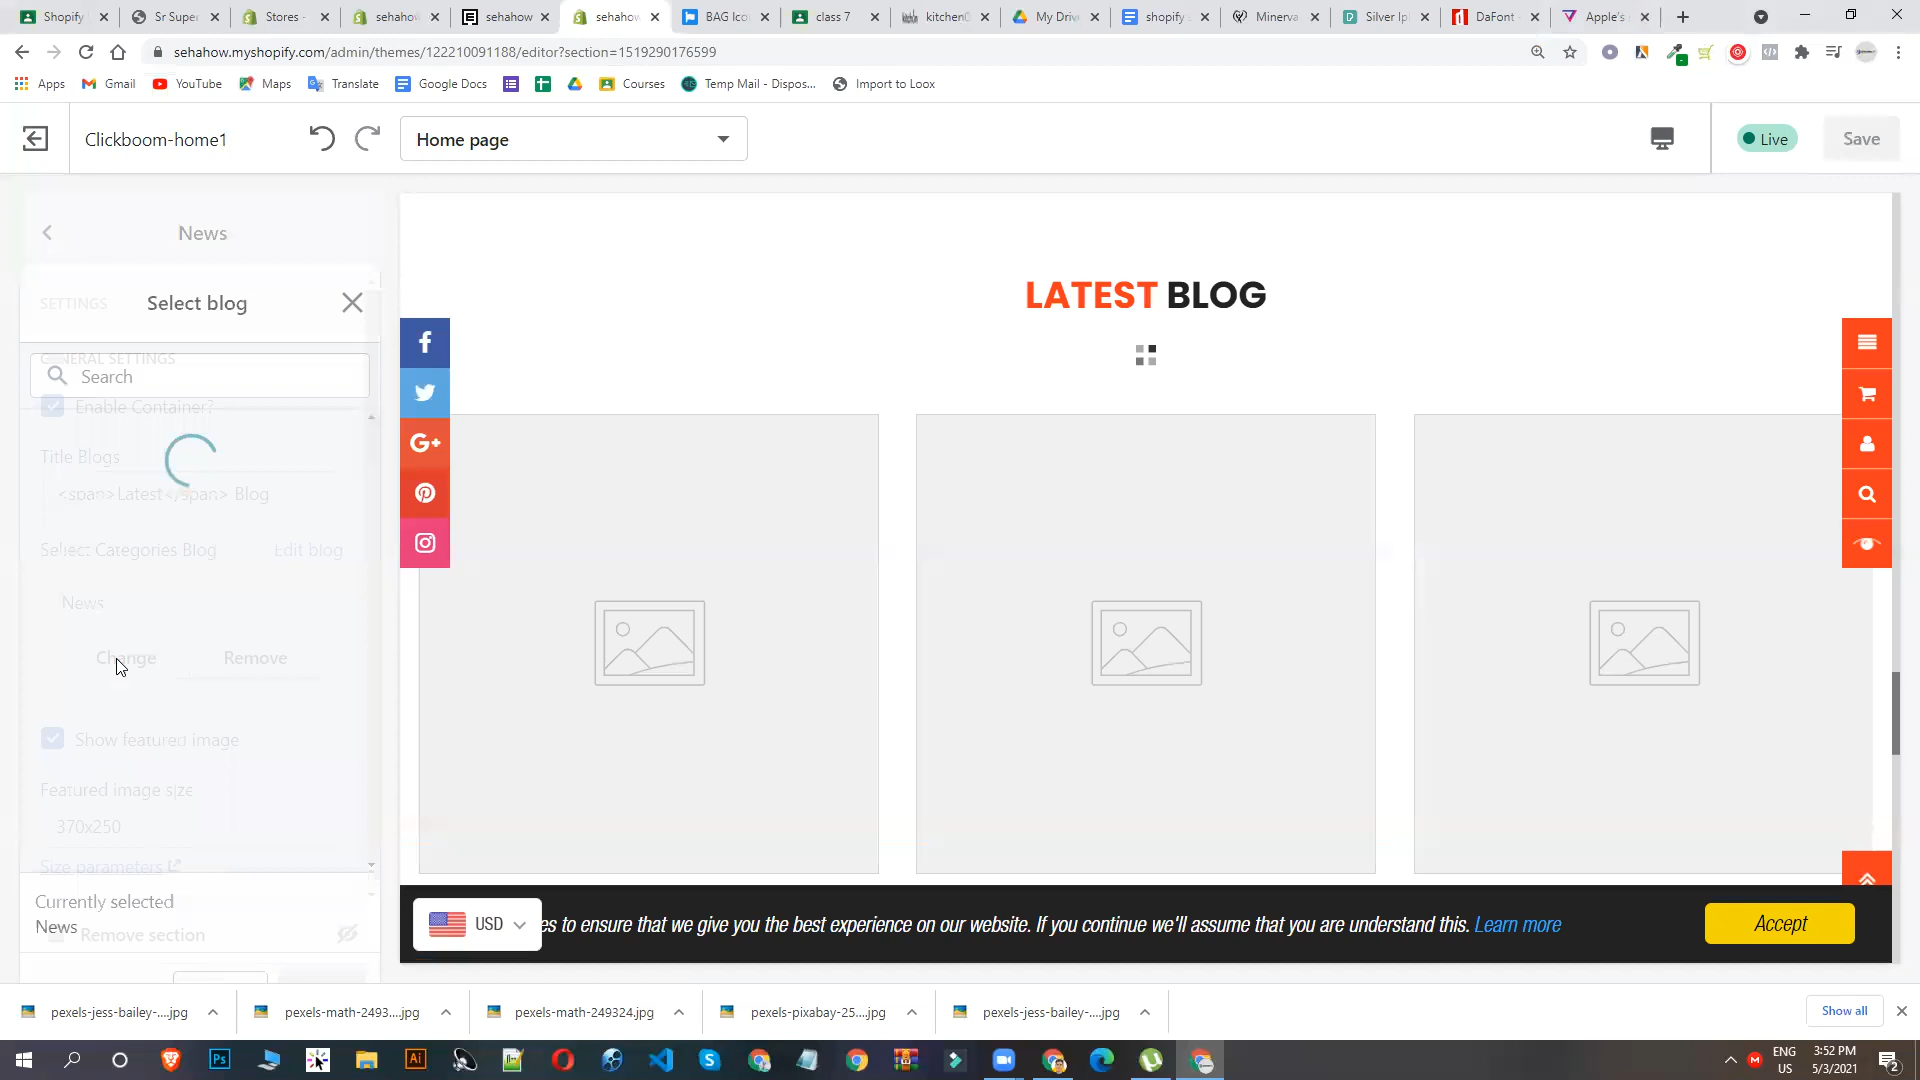 Shopify
Sr Super
Stores -
sehahow
sehahow
sehahow
BAG Ico
class 7
kitchen
My Driv
shopify
Minerva
Silver Ip
DaFont -
Apple's
sehahow.myshopify.com/admin/themes/122210091188/editor?section=1519290176599
Apps
Gmail
YouTube
Maps
Translate
Google Docs
Courses
Temp Mail - Dispos...
Import to Loox
Clickboom-home1
Home page
Live
Save
News
SETTINGS
Select blog
GENERAL SETTINGS
Search
Enable Container?
Title Blogs
<span>Latest</span> Blog
Select Categories Blog
Edit blog
News
Change
Remove
Show featured image
Featured image size
370x250
Size parameters
Currently selected
News
Remove section
LATEST BLOG
USD
es to ensure that we give you the best experience on our website. If you continue we'll assume that you are understand this. Learn more
Accept
pexels-jess-bailey-....jpg
pexels-math-2493....jpg
pexels-math-249324.jpg
pexels-pixabay-25....jpg
pexels-jess-bailey-....jpg
Show all
ENG
US
3:52 PM
5/3/2021
2